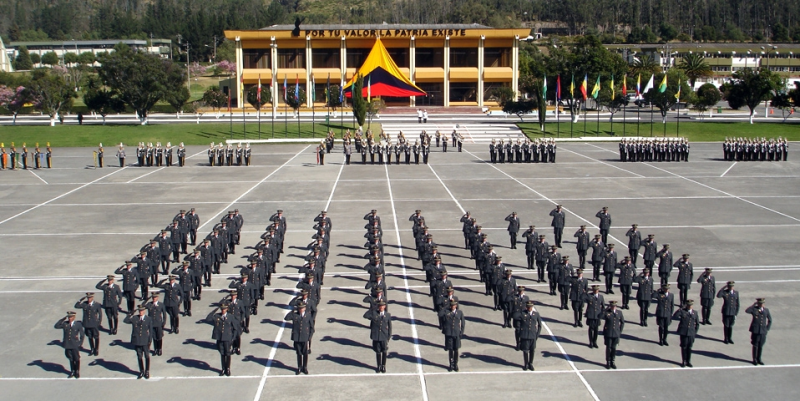 POR TU VALOR LA PATRIA EXISTE